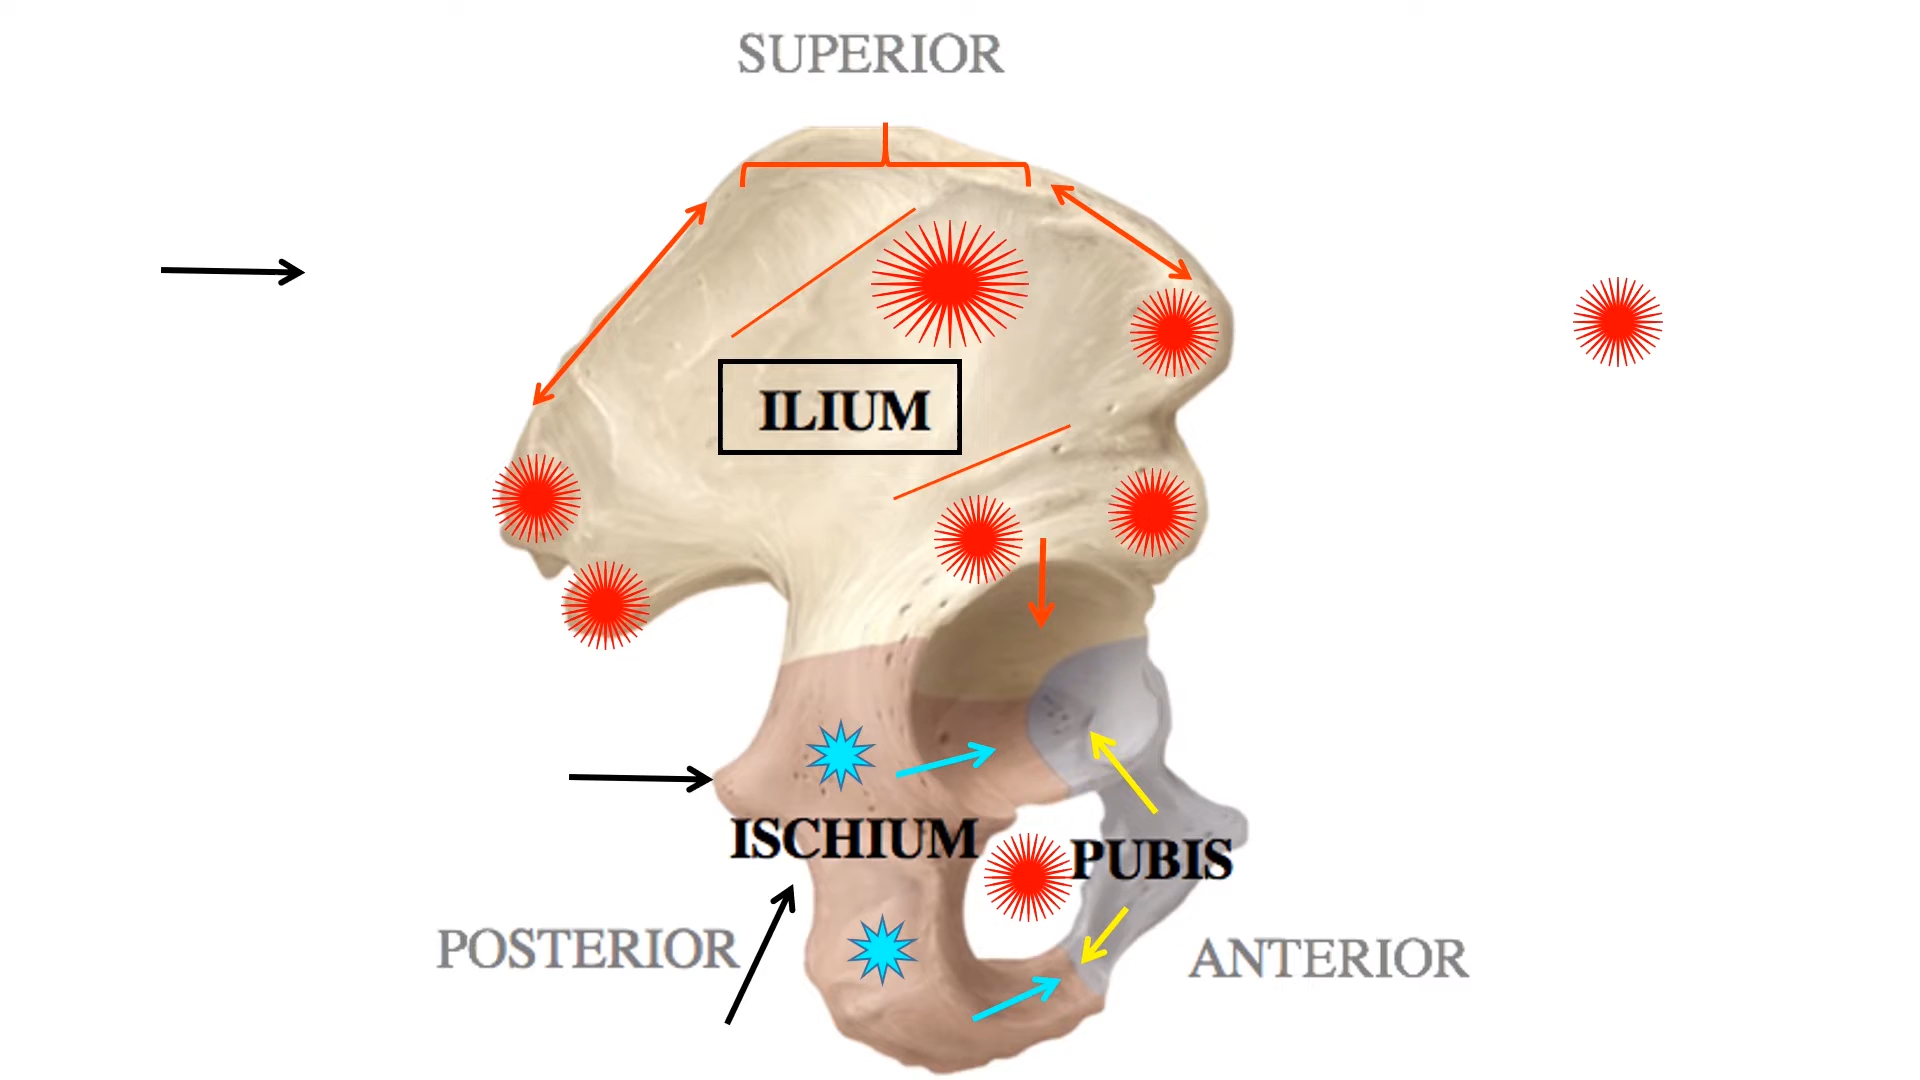 SUPERIOR
ILIUM
ISCHIUM
PUBIS
POSTERIOR
ANTERIOR